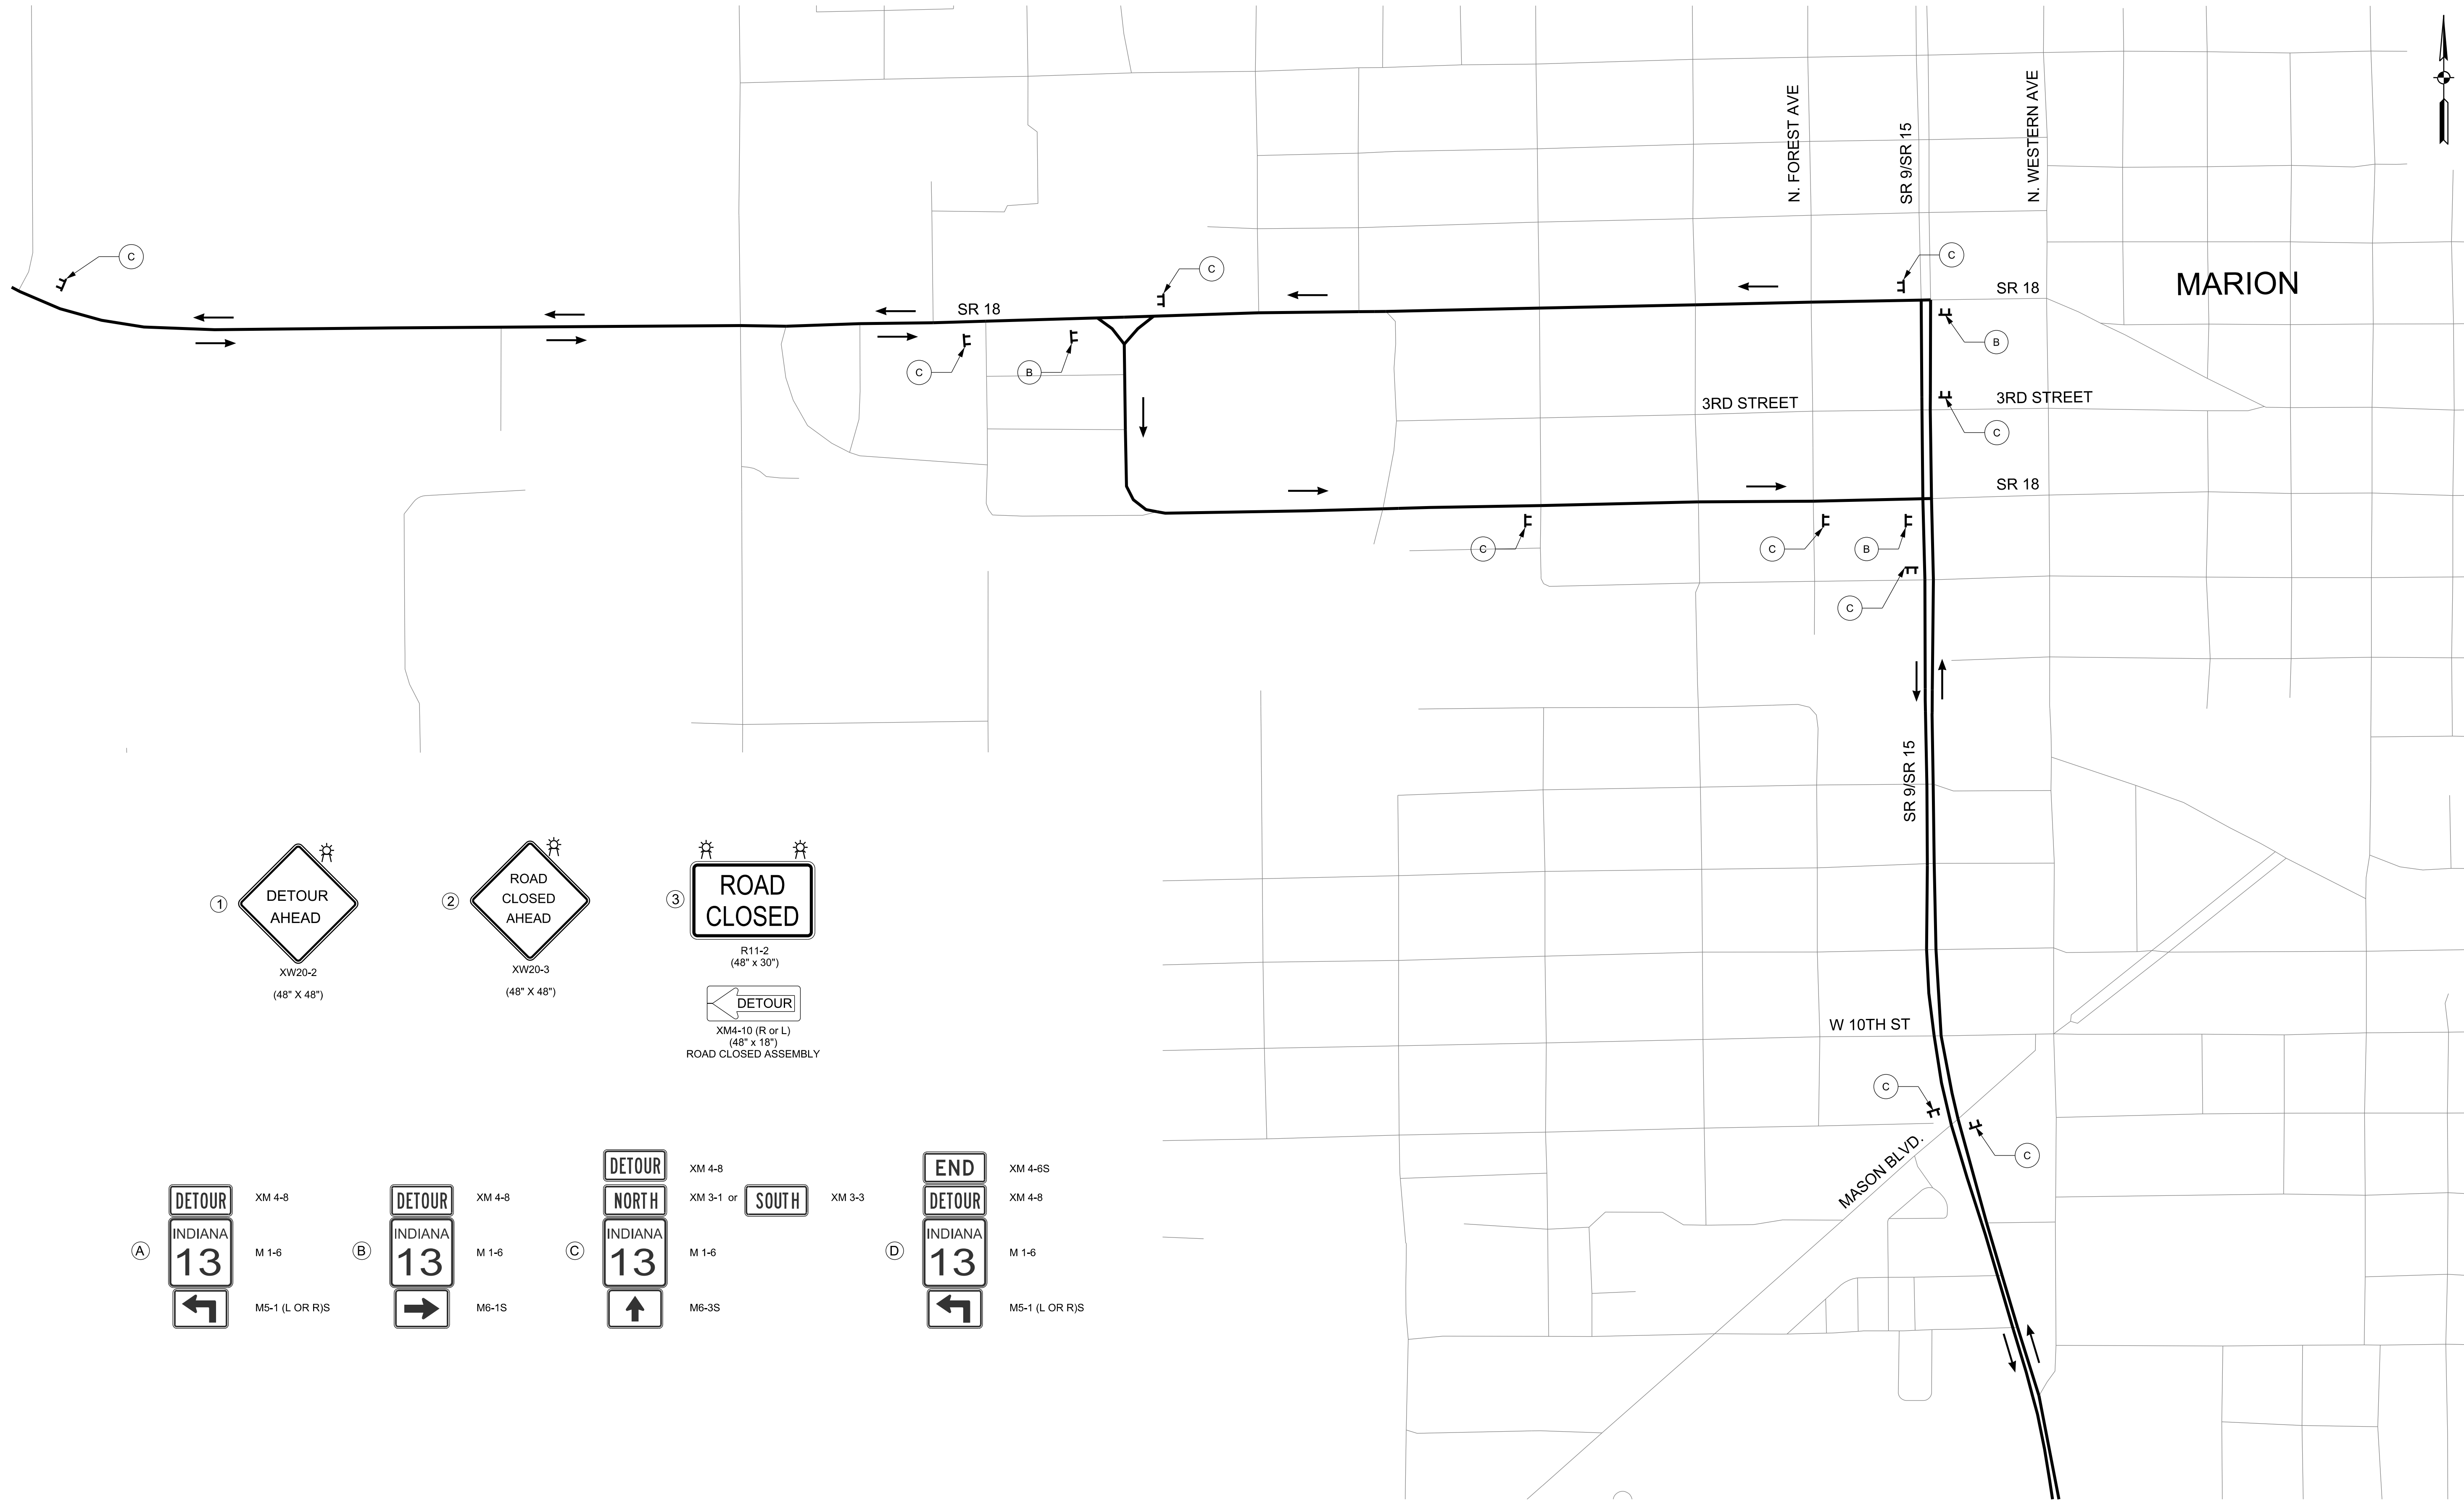 N. FOREST AVE
SR 9/SR 15
N. WESTERN AVE
C
C
C
SR 18
MARION
SR 18
C
B
B
3RD STREET
3RD STREET
C
SR 18
C
C
B
C
SR 9/SR 15
W 10TH ST
C
MASON BLVD.
C
1
DETOUR
AHEAD
XW20-2
(48" X 48")
2
ROAD
CLOSED
AHEAD
XW20-3
(48" X 48")
3
ROAD
CLOSED
R11-2
(48" x 30")
DETOUR
XM4-10 (R or L)
(48" x 18")
ROAD CLOSED ASSEMBLY
A
DETOUR XM 4-8
INDIANA
13 M 1-6
M5-1 (L OR R)S
B
DETOUR XM 4-8
INDIANA
13 M 1-6
M6-1S
C
DETOUR XM 4-8
NORTH XM 3-1 or SOUTH XM 3-3
INDIANA
13 M 1-6
M6-3S
D
END XM 4-6S
DETOUR XM 4-8
INDIANA
13 M 1-6
M5-1 (L OR R)S